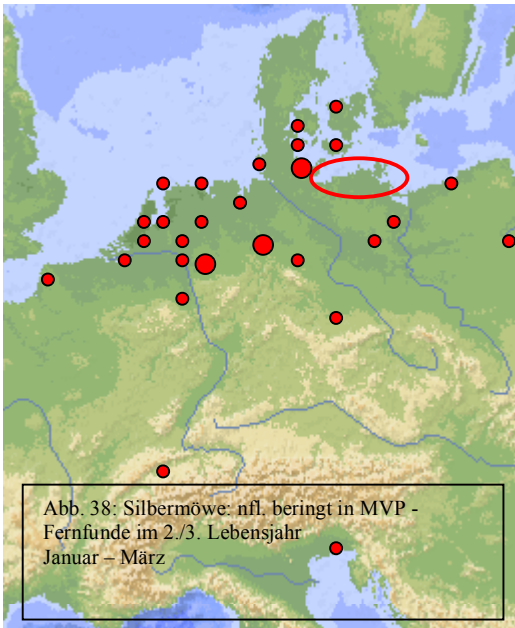 Abb. 38: Silbermöwe: nfl. beringt in MVP -
Fernfunde im 2./3. Lebensjahr
Januar – März